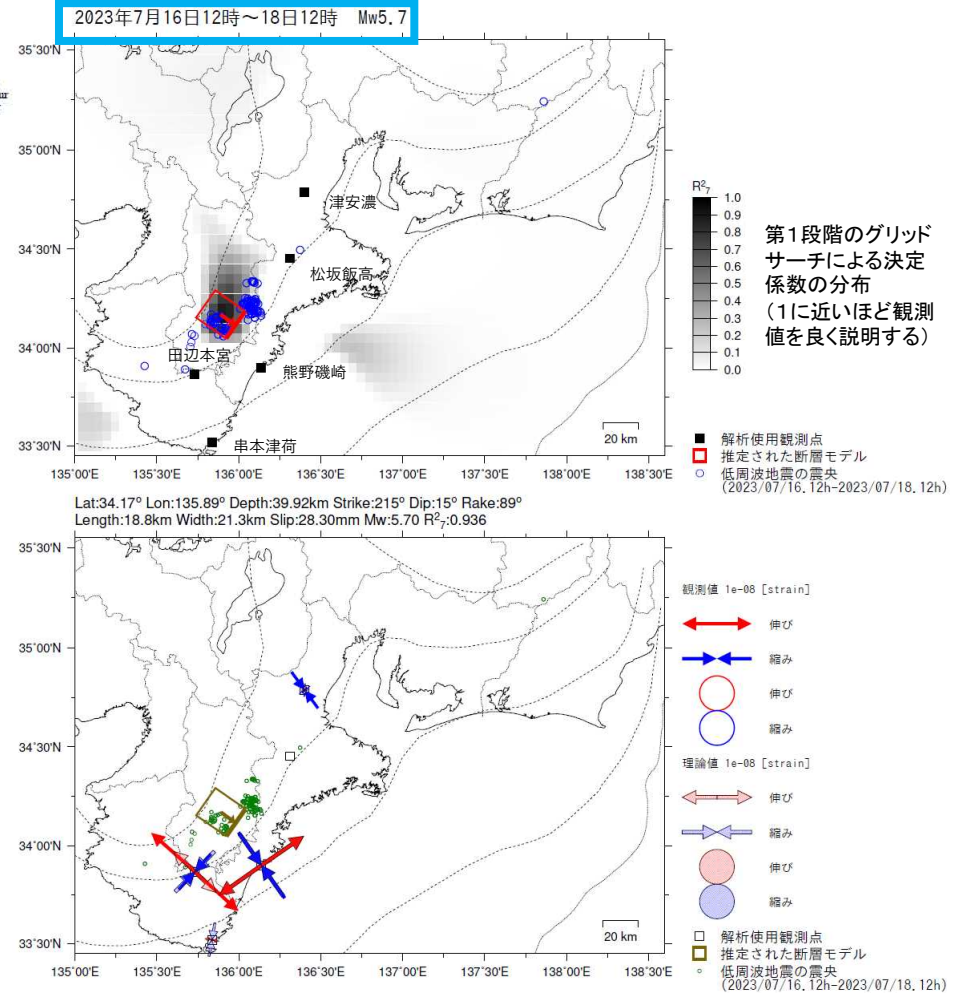 2023年7月16日12時～18日12時 Mw5.7
35˚30'N
35˚00'N
34˚30'N
34˚00'N
33˚30'N
津安濃
松坂飯高
田辺本宮
熊野磯崎
串本津荷
20 km
135˚00'E 135˚30'E 136˚00'E 136˚30'E 137˚00'E 137˚30'E 138˚00'E 138˚30'E
R²₇
1.0
0.9
0.8
0.7
0.6
0.5
0.4
0.3
0.2
0.1
0.0
第１段階のグリッド
サーチによる決定
係数の分布
（１に近いほど観測
値を良く説明する）
解析使用観測点
推定された断層モデル
低周波地震の震央
(2023/07/16.12h-2023/07/18.12h)
Lat:34.17° Lon:135.89° Depth:39.92km Strike:215° Dip:15° Rake:89°
Length:18.8km Width:21.3km Slip:28.30mm Mw:5.70 R²₇:0.936
35˚30'N
35˚00'N
34˚30'N
34˚00'N
33˚30'N
20 km
135˚00'E 135˚30'E 136˚00'E 136˚30'E 137˚00'E 137˚30'E 138˚00'E 138˚30'E
観測値 1e-08 [strain]
伸び
縮み
伸び
縮み
理論値 1e-08 [strain]
伸び
縮み
伸び
縮み
解析使用観測点
推定された断層モデル
低周波地震の震央
(2023/07/16.12h-2023/07/18.12h)